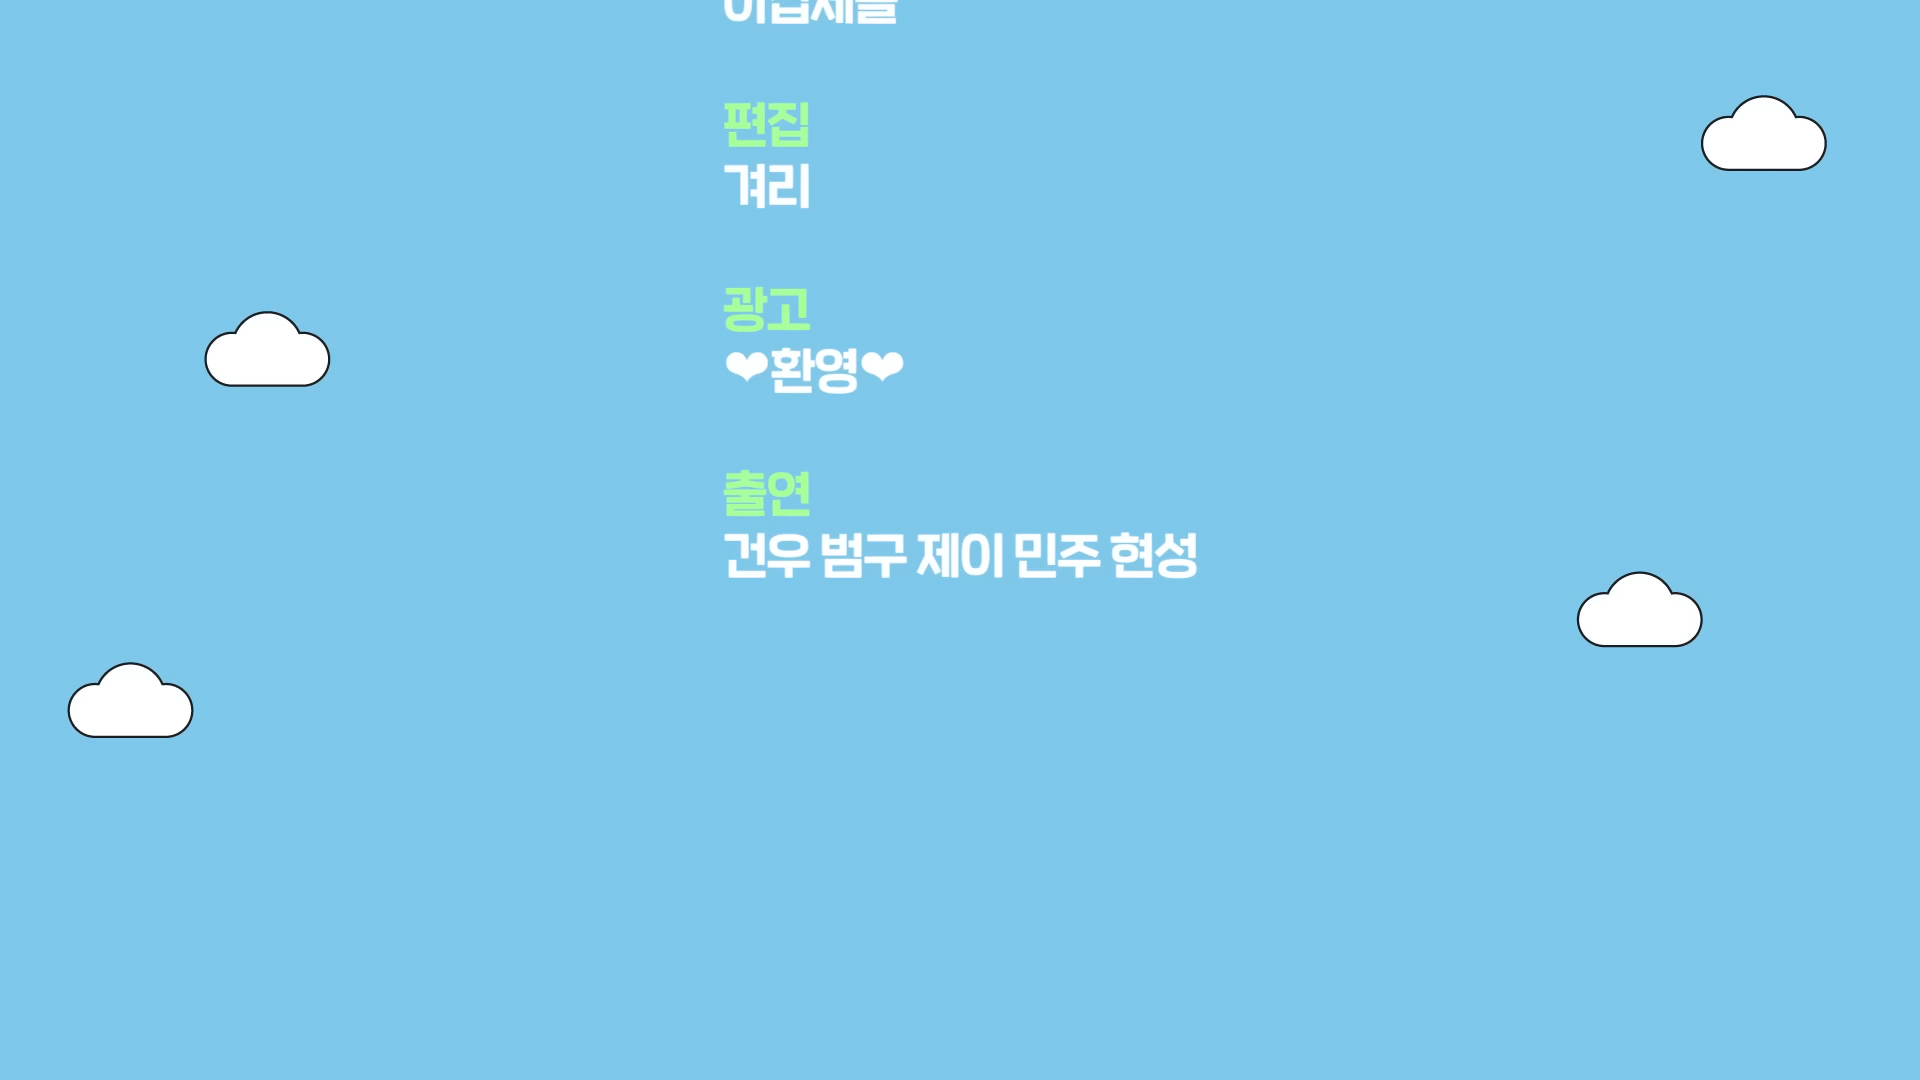 편집
겨리
광고
❤환영❤
출연
건우 범구 제이 민주 현성